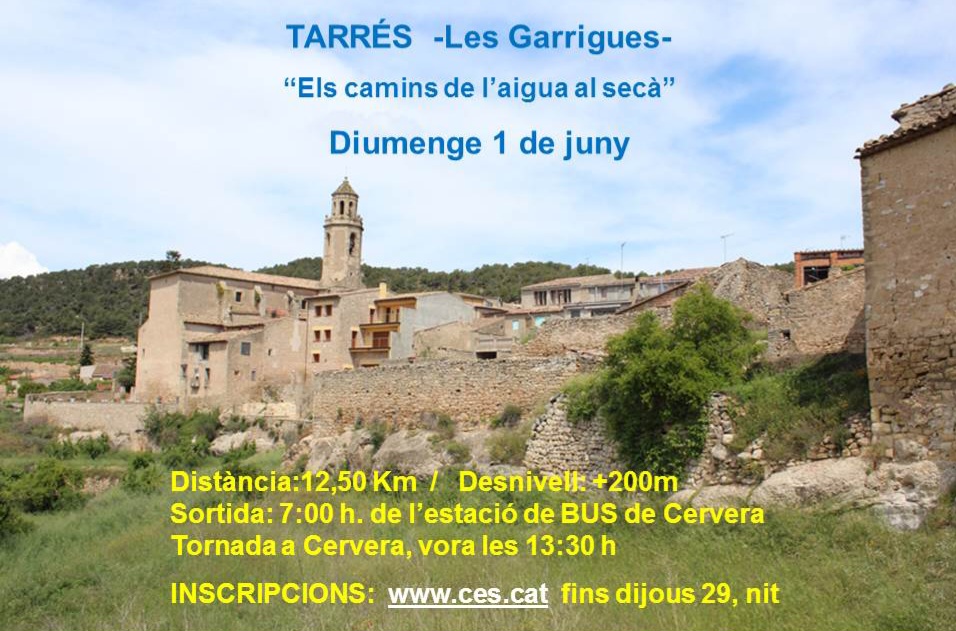 TARRÉS -Les Garrigues-
“Els camins de l’aigua al secà”
Diumenge 1 de juny
Distància:12,50 Km / Desnivell: +200m
Sortida: 7:00 h. de l’estació de BUS de Cervera
Tornada a Cervera, vora les 13:30 h
INSCRIPCIONS: www.ces.cat fins dijous 29, nit